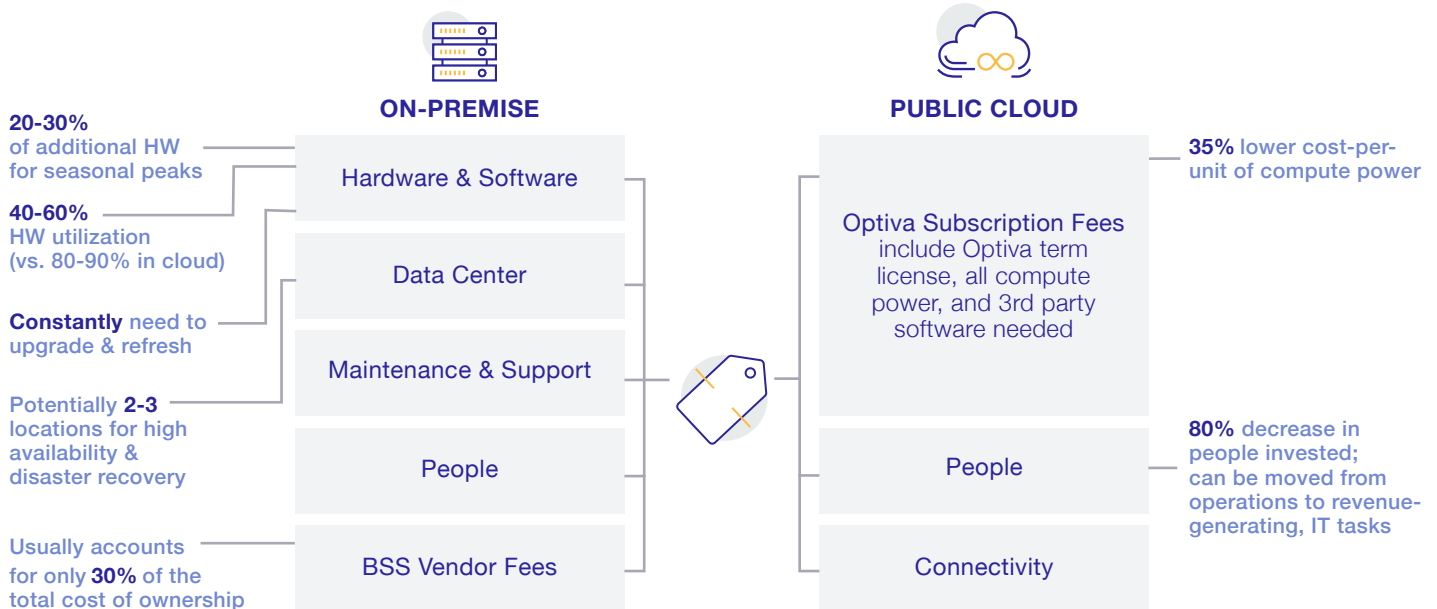 ON-PREMISE
PUBLIC CLOUD
20-30%
of additional HW
for seasonal peaks
40-60%
HW utilization
(vs. 80-90% in cloud)
Constantly need to
upgrade & refresh
Potentially 2-3
locations for high
availability &
disaster recovery
Usually accounts
for only 30% of the
total cost of ownership
Hardware & Software
Data Center
Maintenance & Support
People
BSS Vendor Fees
Optiva Subscription Fees
include Optiva term
license, all compute
power, and 3rd party
software needed
People
Connectivity
35% lower cost-per-
unit of compute power
80% decrease in
people invested;
can be moved from
operations to revenue-
generating, IT tasks